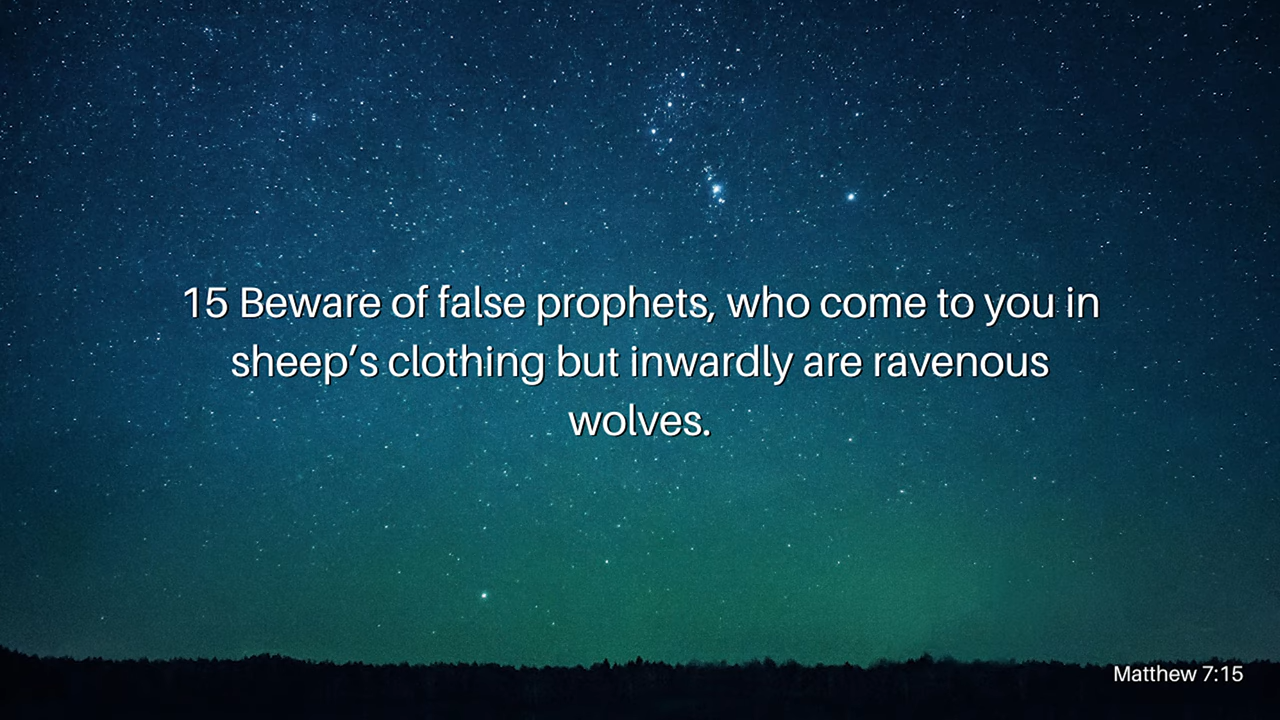 15 Beware of false prophets, who come to you in
sheep’s clothing but inwardly are ravenous
wolves.
Matthew 7:15